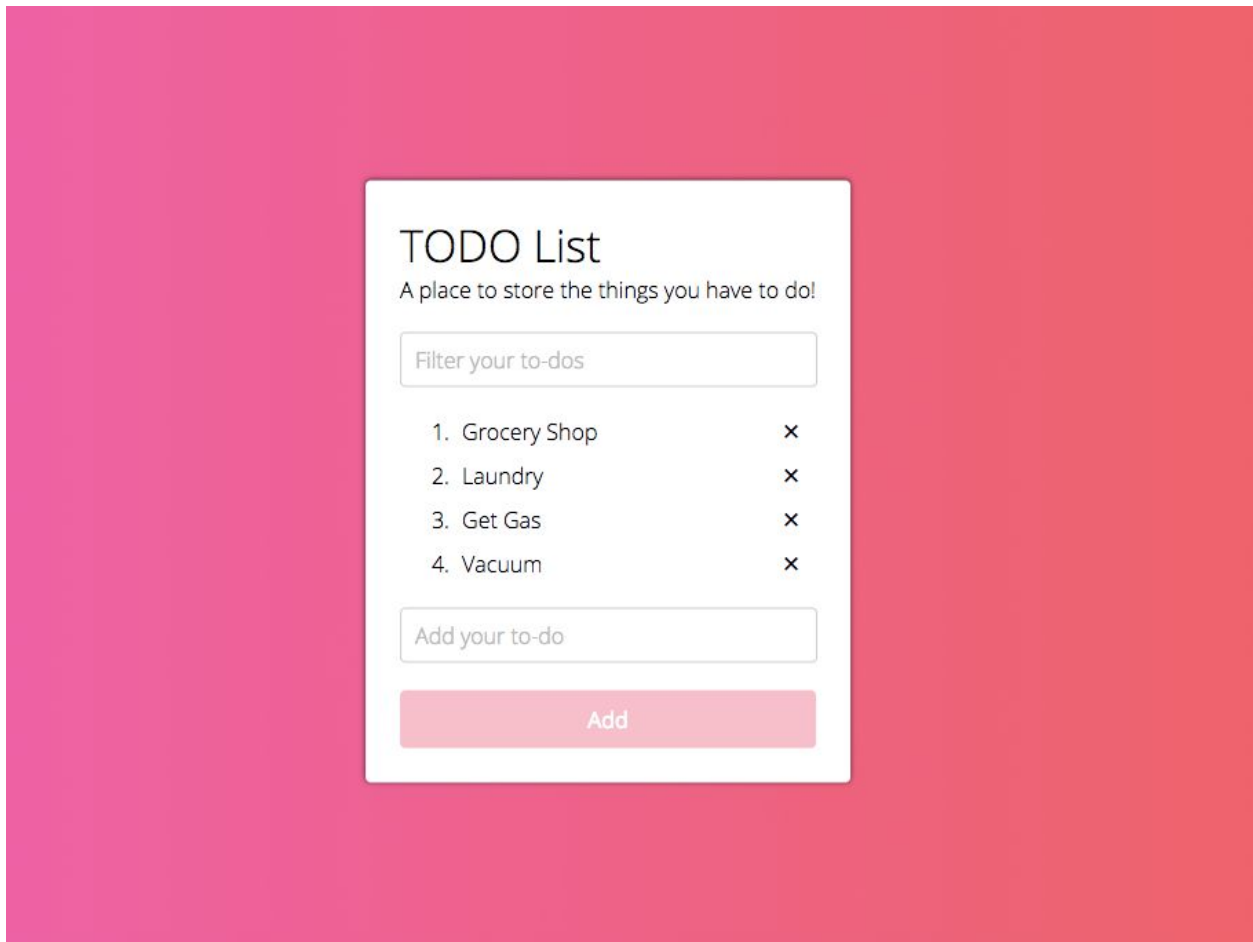 TODO List
A place to store the things you have to do!
Filter your to-dos
1. Grocery Shop ✕
2. Laundry ✕
3. Get Gas ✕
4. Vacuum ✕
Add your to-do
Add